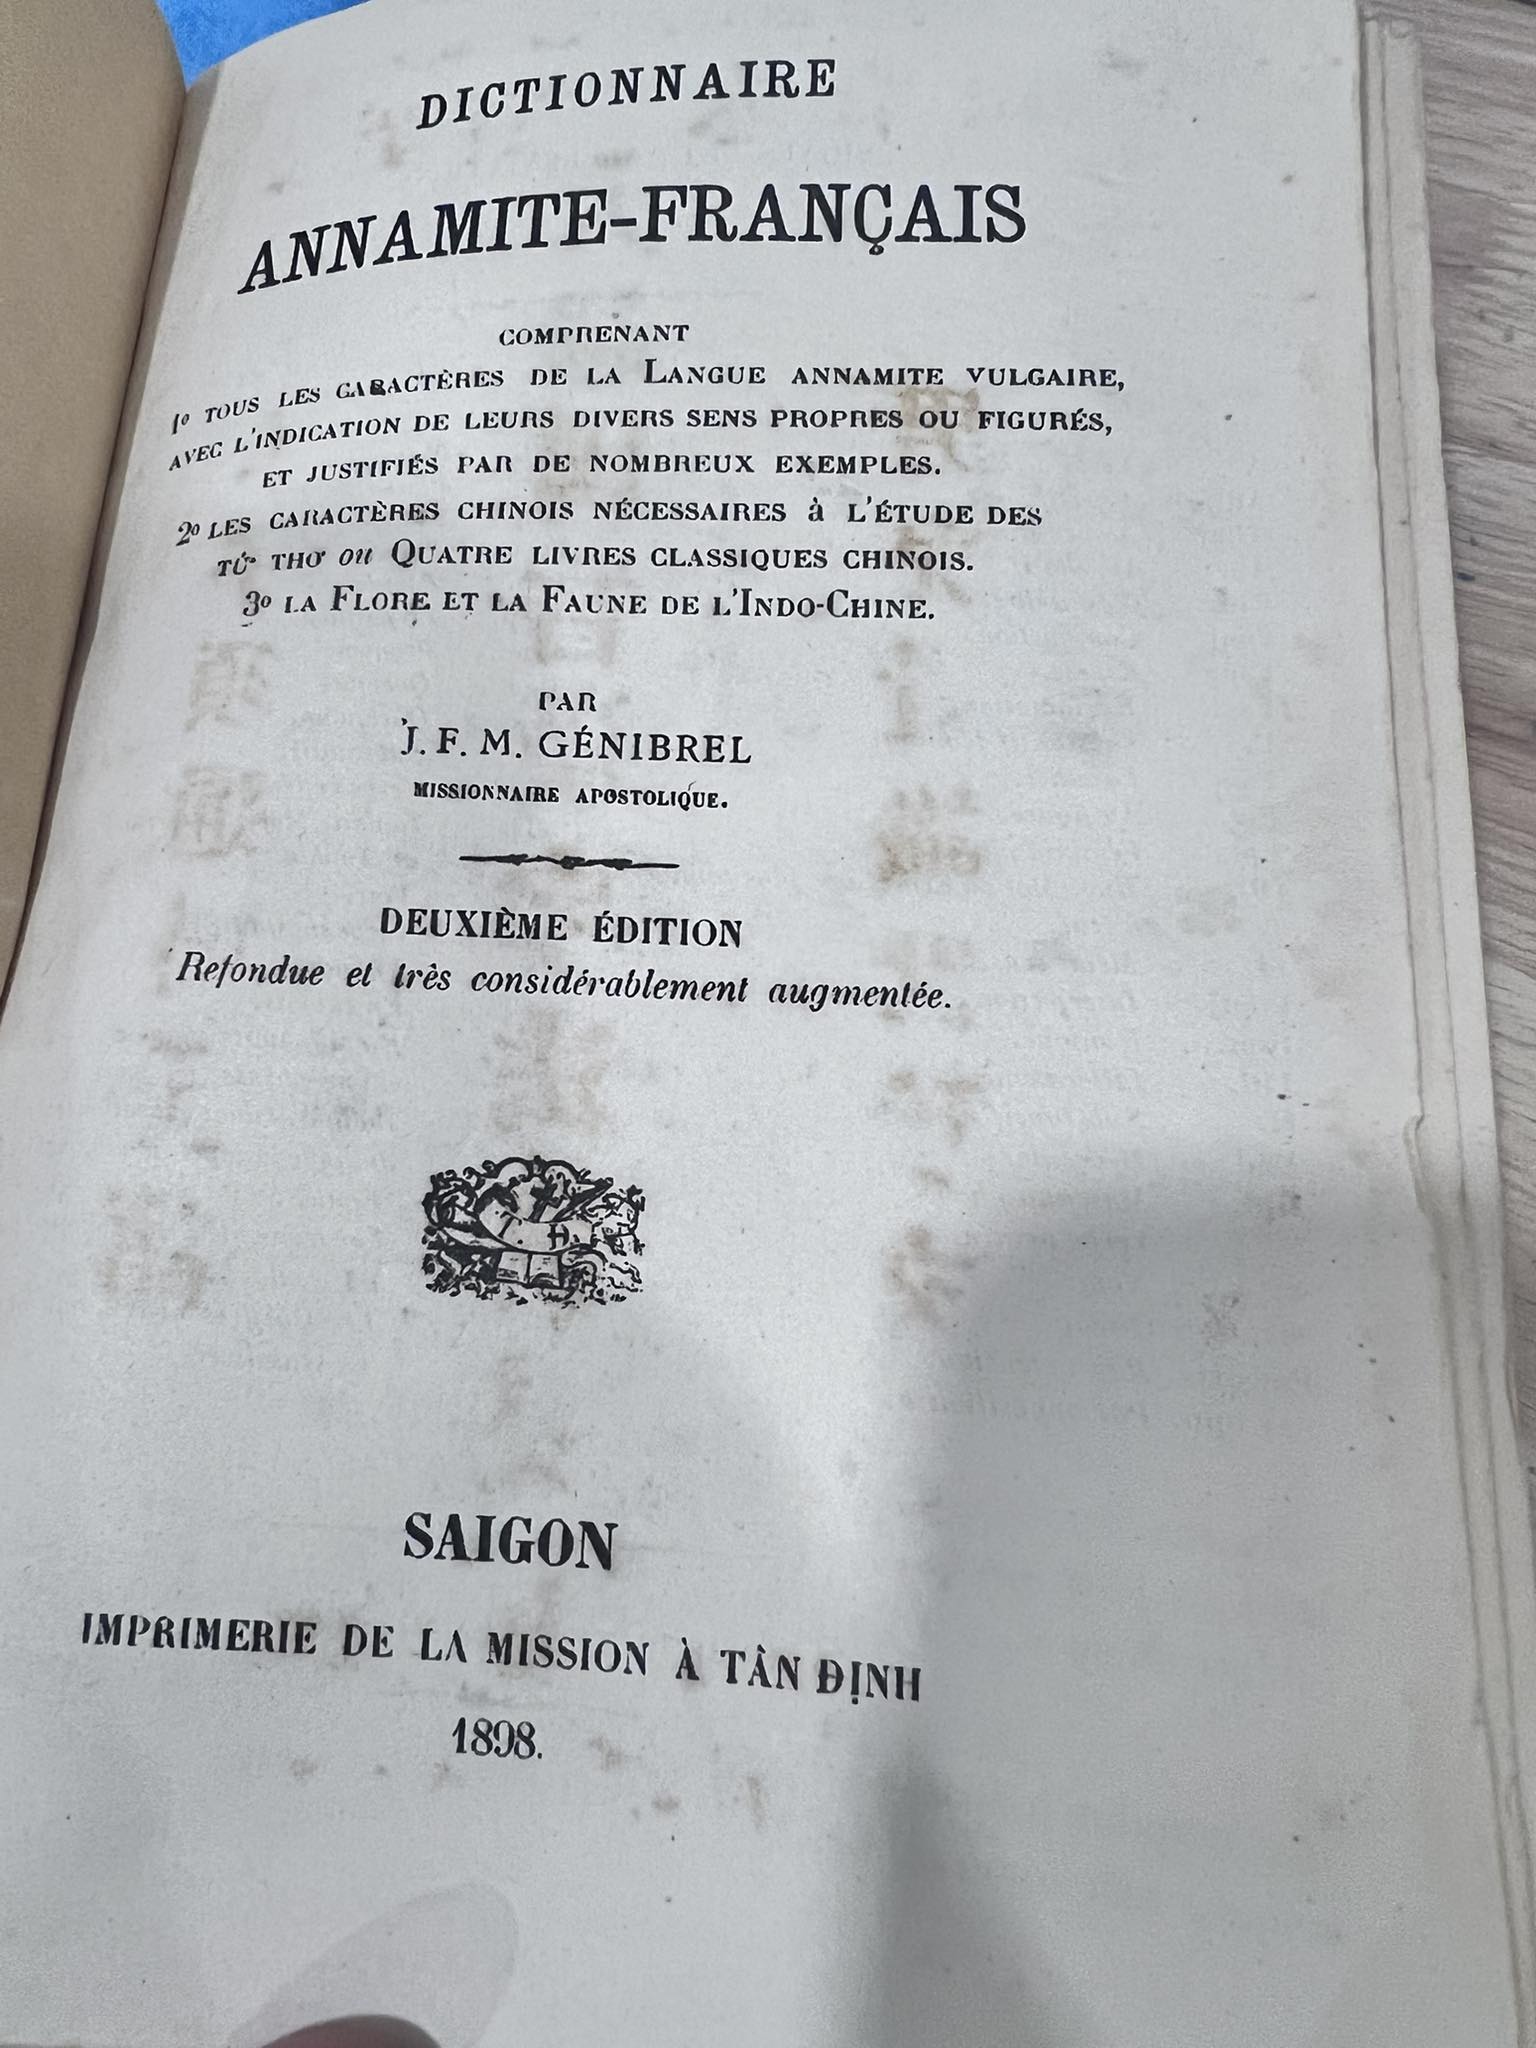 DICTIONNAIRE
ANNAMITE-FRANÇAIS
COMPRENANT
1º TOUS LES CARACTÈRES DE LA LANGUE ANNAMITE VULGAIRE,
AVEC L'INDICATION DE LEURS DIVERS SENS PROPRES OU FIGURÉS,
ET JUSTIFIÉS PAR DE NOMBREUX EXEMPLES.
2º LES CARACTÈRES CHINOIS NÉCESSAIRES à L'ÉTUDE DES
TỨ THƠ ou QUATRE LIVRES CLASSIQUES CHINOIS.
3º LA FLORE ET LA FAUNE DE L'INDO-CHINE.
PAR
J. F. M. GÉNIBREL
MISSIONNAIRE APOSTOLIQUE.
DEUXIÈME ÉDITION
Refondue et très considérablement augmentée.
T. H.
SAIGON
IMPRIMERIE DE LA MISSION À TÂN ĐỊNH
1898.